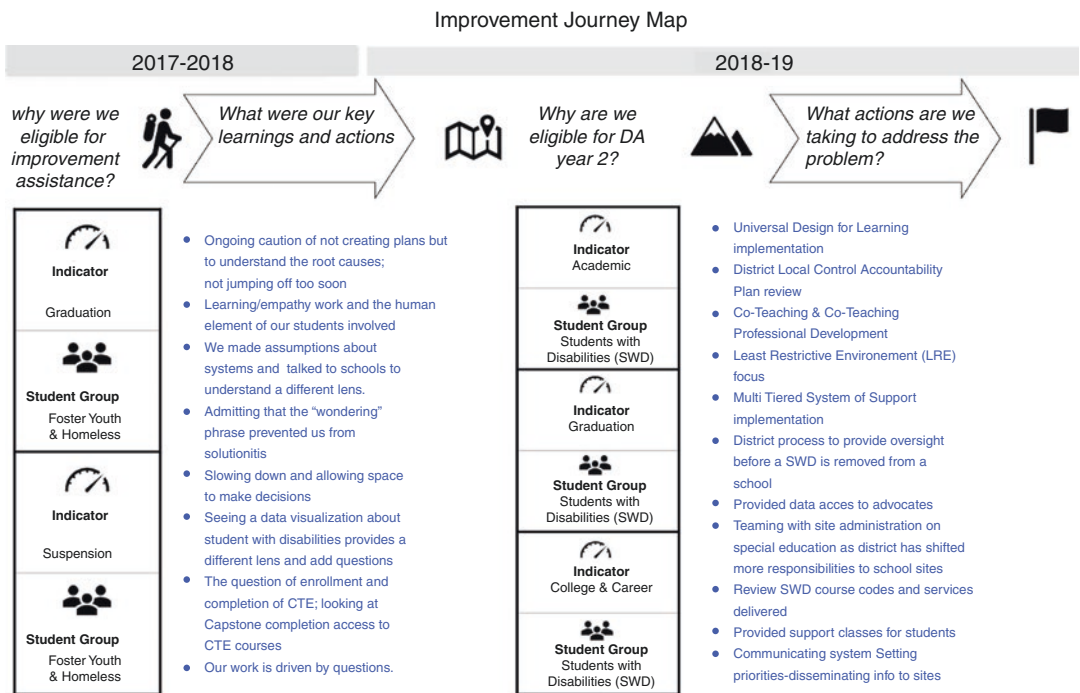 Improvement Journey Map
2017-2018
2018-19
why were we
eligible for
improvement
assistance?
What were our key
learnings and actions
Why are we
eligible for DA
year 2?
What actions are we
taking to address the
problem?
Indicator
Graduation
Student Group
Foster Youth
& Homeless
Indicator
Suspension
Student Group
Foster Youth
& Homeless
• Ongoing caution of not creating plans but
to understand the root causes;
not jumping off too soon
• Learning/empathy work and the human
element of our students involved
• We made assumptions about
systems and talked to schools to
understand a different lens.
• Admitting that the “wondering”
phrase prevented us from
solutionitis
• Slowing down and allowing space
to make decisions
• Seeing a data visualization about
student with disabilities provides a
different lens and add questions
• The question of enrollment and
completion of CTE; looking at
Capstone completion access to
CTE courses
• Our work is driven by questions.
Indicator
Academic
Student Group
Students with
Disabilities (SWD)
Indicator
Graduation
Student Group
Students with
Disabilities (SWD)
Indicator
College & Career
Student Group
Students with
Disabilities (SWD)
• Universal Design for Learning
implementation
• District Local Control Accountability
Plan review
• Co-Teaching & Co-Teaching
Professional Development
• Least Restrictive Environement (LRE)
focus
• Multi Tiered System of Support
implementation
• District process to provide oversight
before a SWD is removed from a
school
• Provided data acces to advocates
• Teaming with site administration on
special education as district has shifted
more responsibilities to school sites
• Review SWD course codes and services
delivered
• Provided support classes for students
• Communicating system Setting
priorities-disseminating info to sites